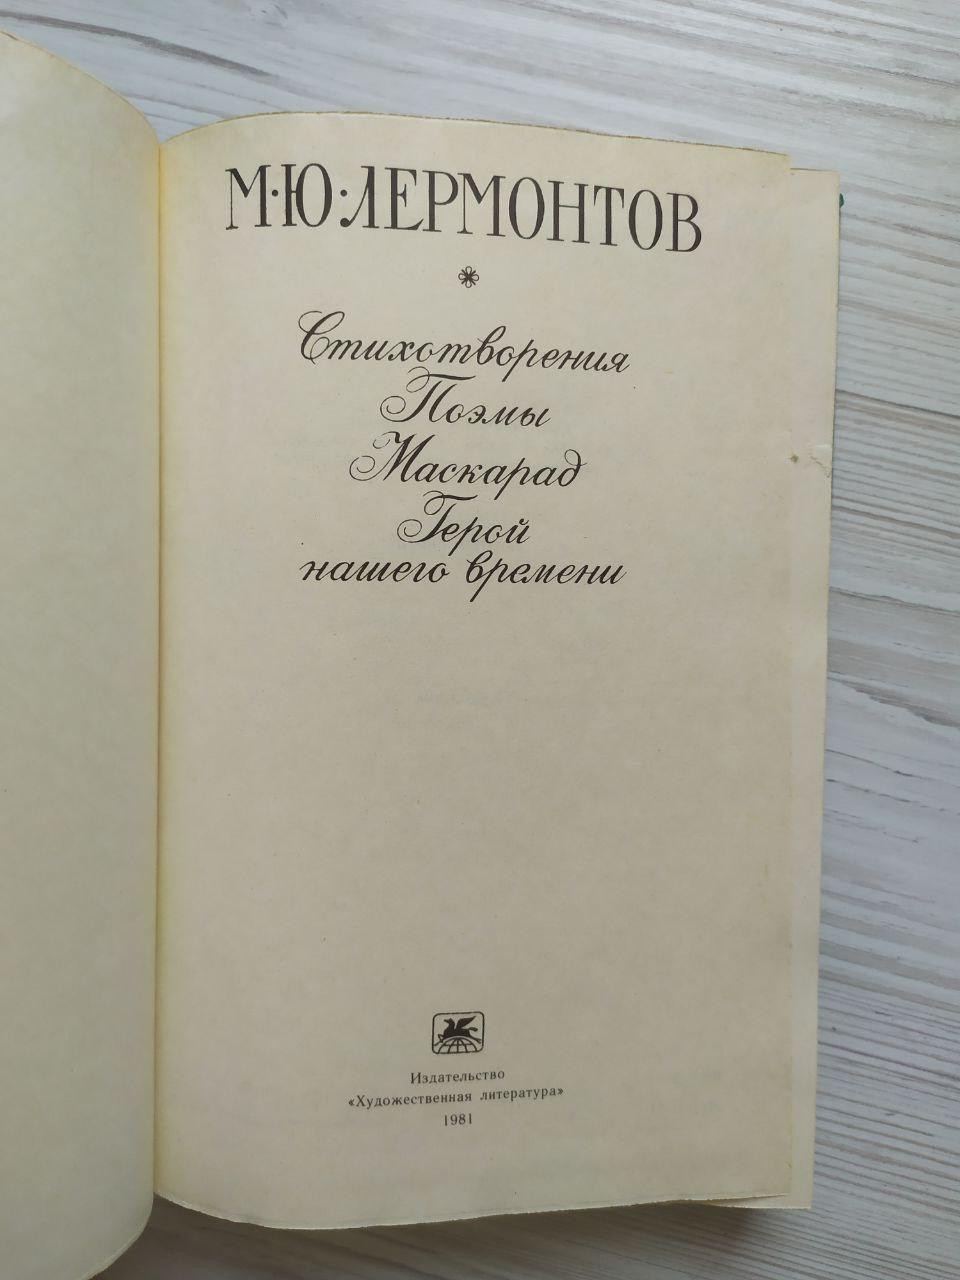 М·Ю·ЛЕРМОНТОВ
Стихотворения
Поэмы
Маскарад
Герой
нашего времени
Издательство
«Художественная литература»
1981